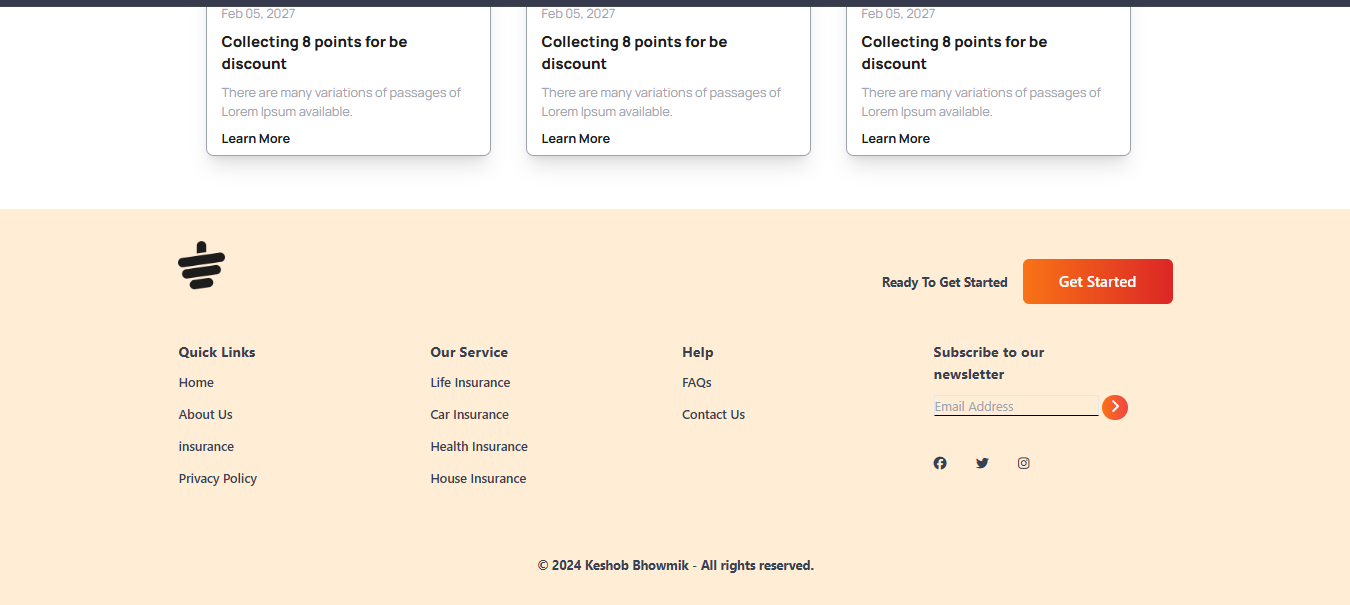 Feb 05, 2027
Collecting 8 points for be
discount
There are many variations of passages of
Lorem Ipsum available.
Learn More
Feb 05, 2027
Collecting 8 points for be
discount
There are many variations of passages of
Lorem Ipsum available.
Learn More
Feb 05, 2027
Collecting 8 points for be
discount
There are many variations of passages of
Lorem Ipsum available.
Learn More
Ready To Get Started
Get Started
Quick Links
Home
About Us
insurance
Privacy Policy
Our Service
Life Insurance
Car Insurance
Health Insurance
House Insurance
Help
FAQs
Contact Us
Subscribe to our
newsletter
Email Address
© 2024 Keshob Bhowmik - All rights reserved.